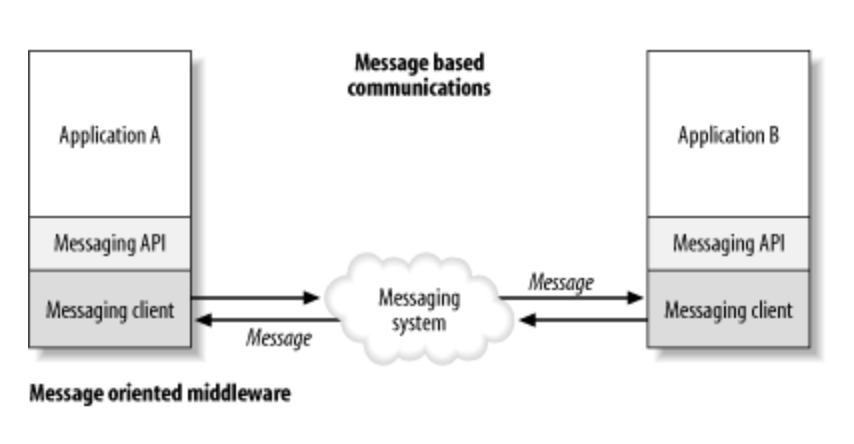 Message based
communications
Application A
Application B
Messaging API
Messaging API
Messaging client
Messaging
system
Message
Message
Messaging client
Message oriented middleware